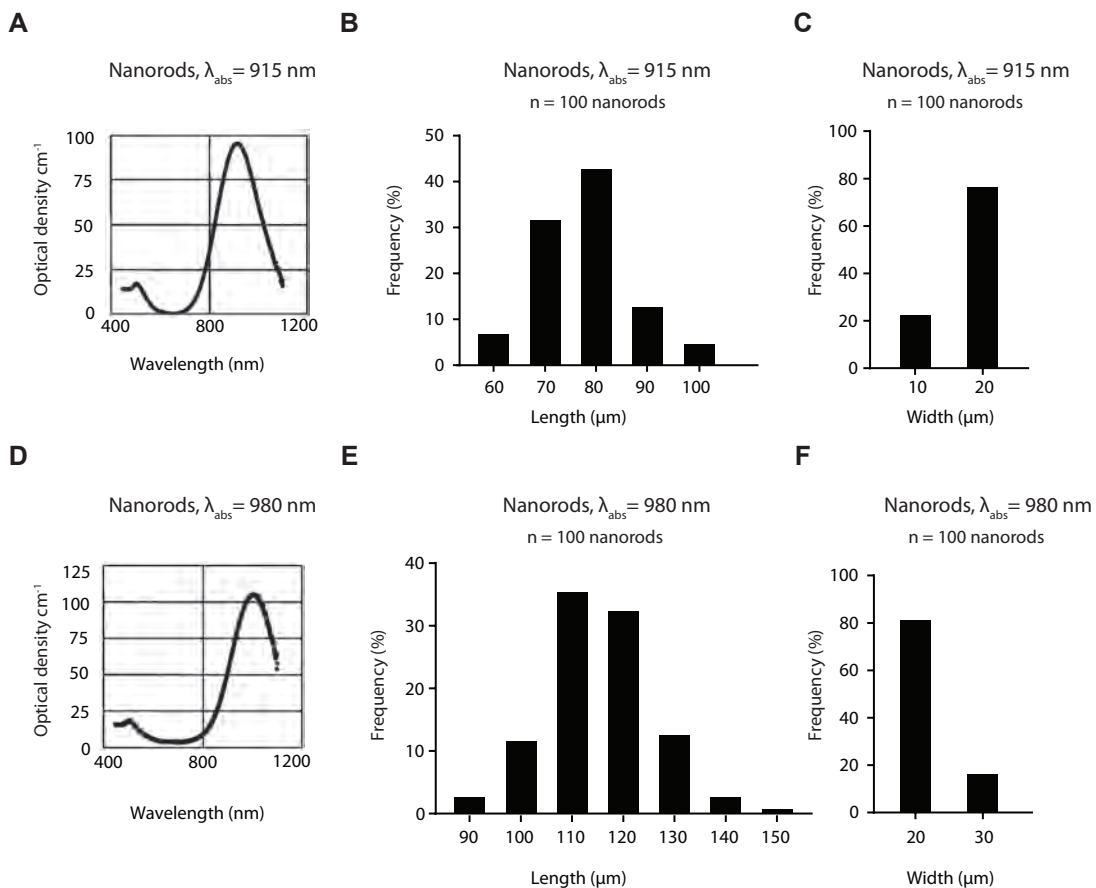 A
Nanorods, λabs= 915 nm
Optical density cm-1
100
75
50
25
0
400
800
1200
Wavelength (nm)
B
Nanorods, λabs= 915 nm
n = 100 nanorods
Frequency (%)
50
40
30
20
10
0
60
70
80
90
100
Length (µm)
C
Nanorods, λabs= 915 nm
n = 100 nanorods
Frequency (%)
100
80
60
40
20
0
10
20
Width (µm)
D
Nanorods, λabs= 980 nm
Optical density cm-1
125
100
75
50
25
0
400
800
1200
Wavelength (nm)
E
Nanorods, λabs= 980 nm
n = 100 nanorods
Frequency (%)
40
30
20
10
0
90
100
110
120
130
140
150
Length (µm)
F
Nanorods, λabs= 980 nm
n = 100 nanorods
Frequency (%)
100
80
60
40
20
0
20
30
Width (µm)